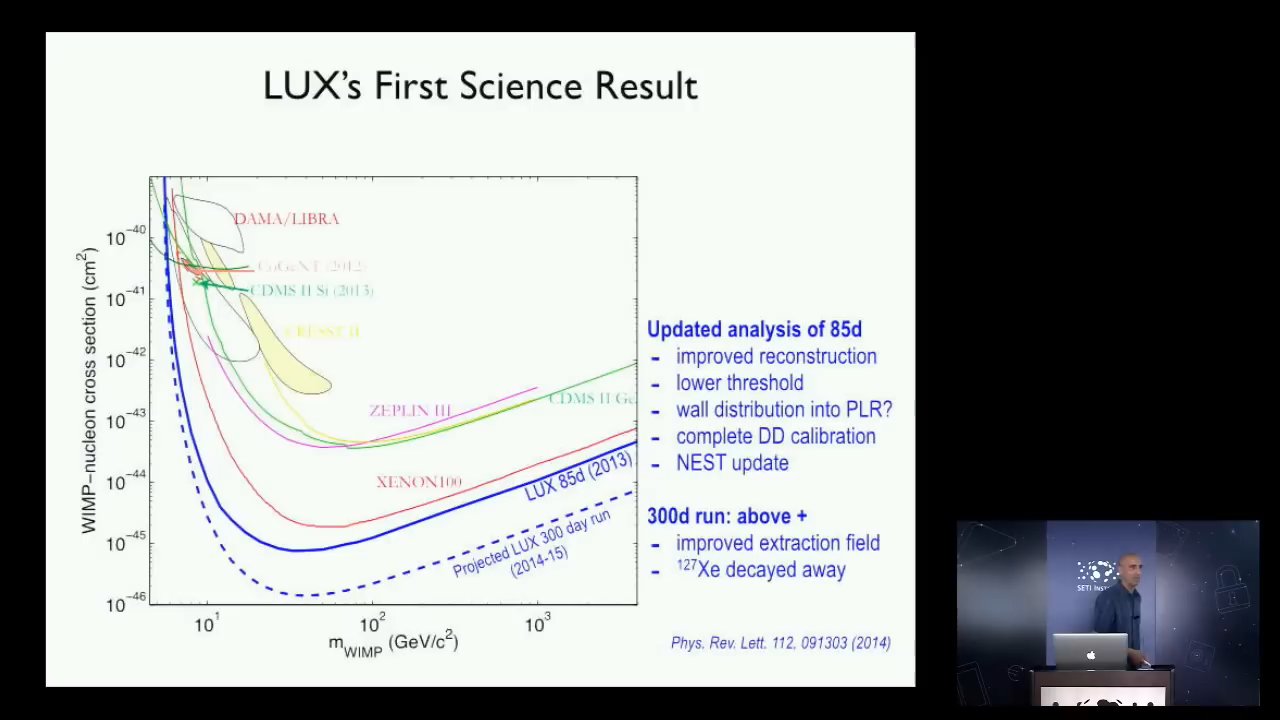 LUX's First Science Result
DAMA/LIBRA
CoGeNT (2012)
CDMS II Si (2013)
CRESST II
ZEPLIN III
CDMS II Ge
XENON100
LUX 85d (2013)
Projected LUX 300 day run
(2014-15)
WIMP−nucleon cross section (cm²)
10⁻⁴⁰
10⁻⁴¹
10⁻⁴²
10⁻⁴³
10⁻⁴⁴
10⁻⁴⁵
10⁻⁴⁶
10¹
10²
10³
m_WIMP (GeV/c²)
Updated analysis of 85d
- improved reconstruction
- lower threshold
- wall distribution into PLR?
- complete DD calibration
- NEST update
300d run: above +
- improved extraction field
- ¹²⁷Xe decayed away
Phys. Rev. Lett. 112, 091303 (2014)
SETI Inst